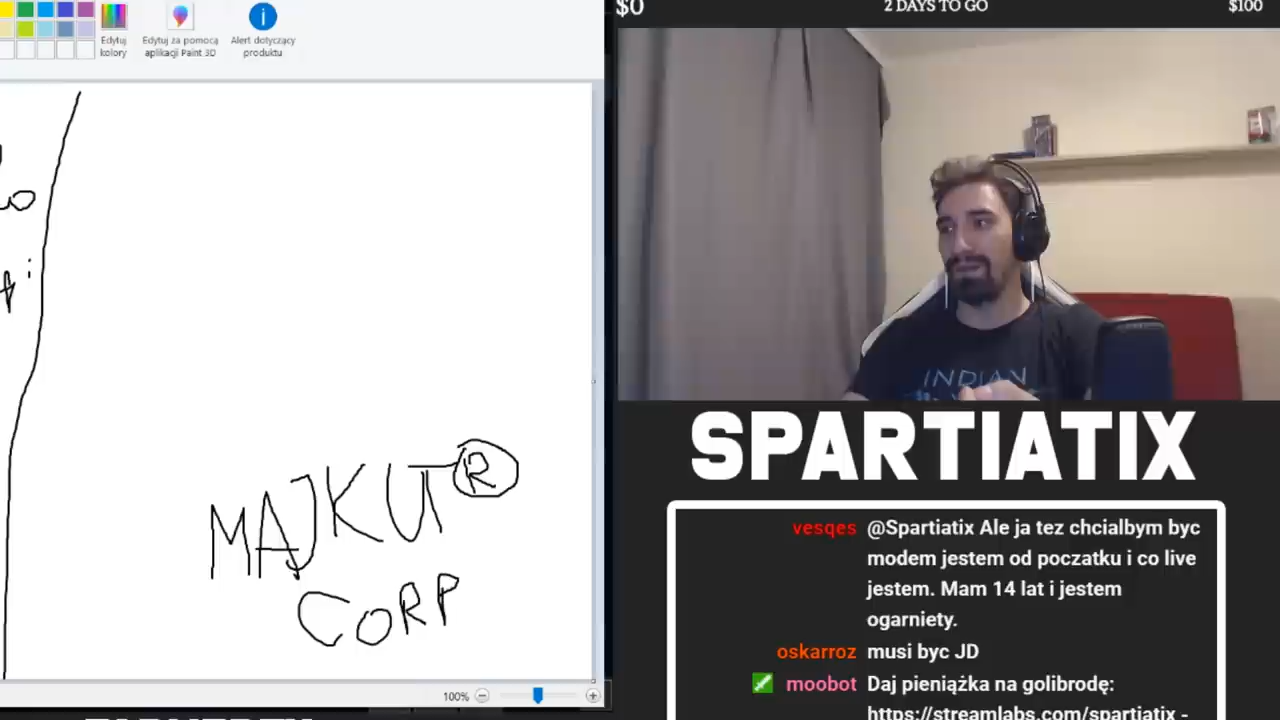 $0 2 DAYS TO GO $100
Edytuj kolory
Edytuj za pomocą aplikacji Paint 3D
Alert dotyczący produktu
INDIAN
MAJKUT ®
CORP
100%
SPARTIATIX
vesqes @Spartiatix Ale ja tez chcialbym byc
modem jestem od poczatku i co live
jestem. Mam 14 lat i jestem
ogarniety.
oskarroz musi byc JD
moobot Daj pieniążka na golibrodę:
https://streamlabs.com/spartiatix -